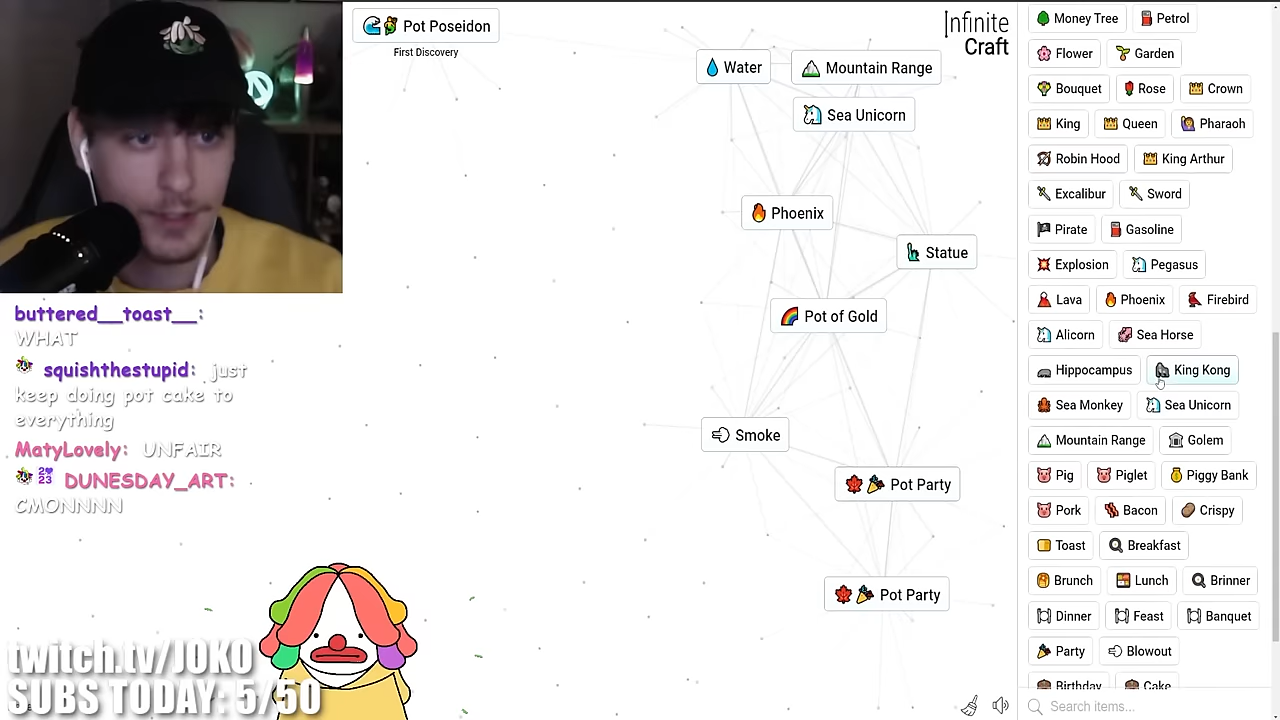 Pot Poseidon
First Discovery
Infinite
Craft
Water
Mountain Range
Sea Unicorn
Phoenix
Statue
Pot of Gold
Smoke
Pot Party
Pot Party
buttered__toast__:
WHAT
squishthestupid: just
keep doing pot cake to
everything
MatyLovely: UNFAIR
2
23
DUNESDAY_ART:
CMONNNN
twitch.tv/JOKO
SUBS TODAY: 5/50
Money Tree Petrol
Flower Garden
Bouquet Rose Crown
King Queen Pharaoh
Robin Hood King Arthur
Excalibur Sword
Pirate Gasoline
Explosion Pegasus
Lava Phoenix Firebird
Alicorn Sea Horse
Hippocampus King Kong
Sea Monkey Sea Unicorn
Mountain Range Golem
Pig Piglet Piggy Bank
Pork Bacon Crispy
Toast Breakfast
Brunch Lunch Brinner
Dinner Feast Banquet
Party Blowout
Birthday Cake
Search items...